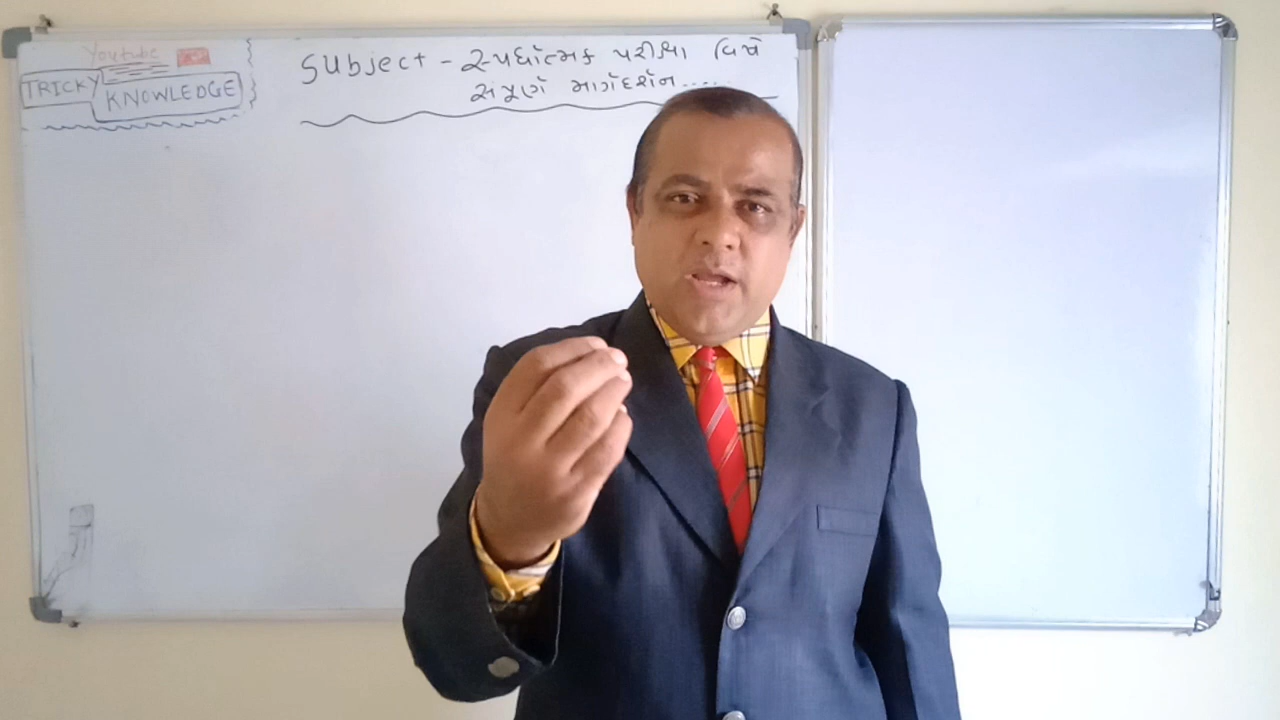 Youtube
TRICKY
KNOWLEDGE
Subject - સ્પર્ધાત્મક પરીક્ષા વિષે
સંપૂર્ણ માર્ગદર્શન.....